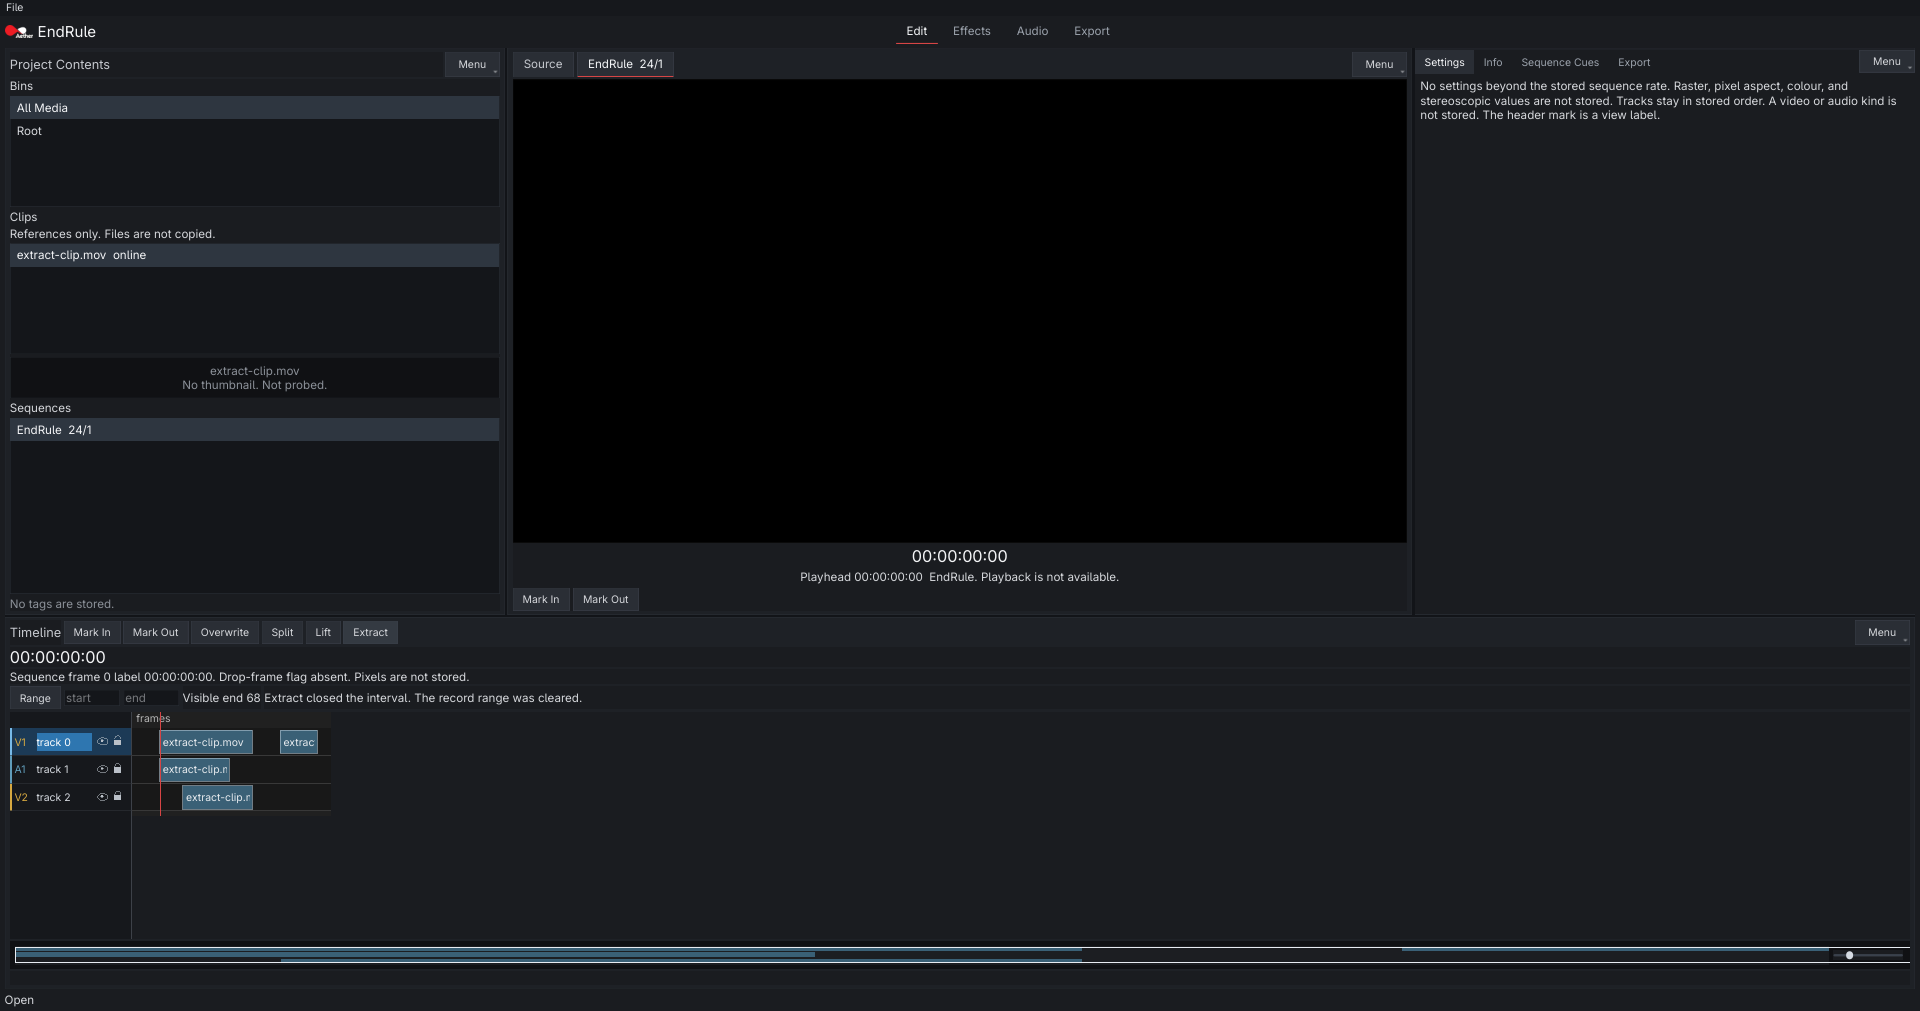 File
Aether EndRule
Edit Effects Audio Export
Project Contents Menu
Bins
All Media
Root
Clips
References only. Files are not copied.
extract-clip.mov online
extract-clip.mov
No thumbnail. Not probed.
Sequences
EndRule 24/1
No tags are stored.
Source EndRule 24/1 Menu
00:00:00:00
Playhead 00:00:00:00 EndRule. Playback is not available.
Mark In Mark Out
Settings Info Sequence Cues Export Menu
No settings beyond the stored sequence rate. Raster, pixel aspect, colour, and
stereoscopic values are not stored. Tracks stay in stored order. A video or audio kind is
not stored. The header mark is a view label.
Timeline Mark In Mark Out Overwrite Split Lift Extract Menu
00:00:00:00
Sequence frame 0 label 00:00:00:00. Drop-frame flag absent. Pixels are not stored.
Range start end Visible end 68 Extract closed the interval. The record range was cleared.
frames
V1 track 0 extract-clip.mov extrac
A1 track 1 extract-clip.m
V2 track 2 extract-clip.r
Open